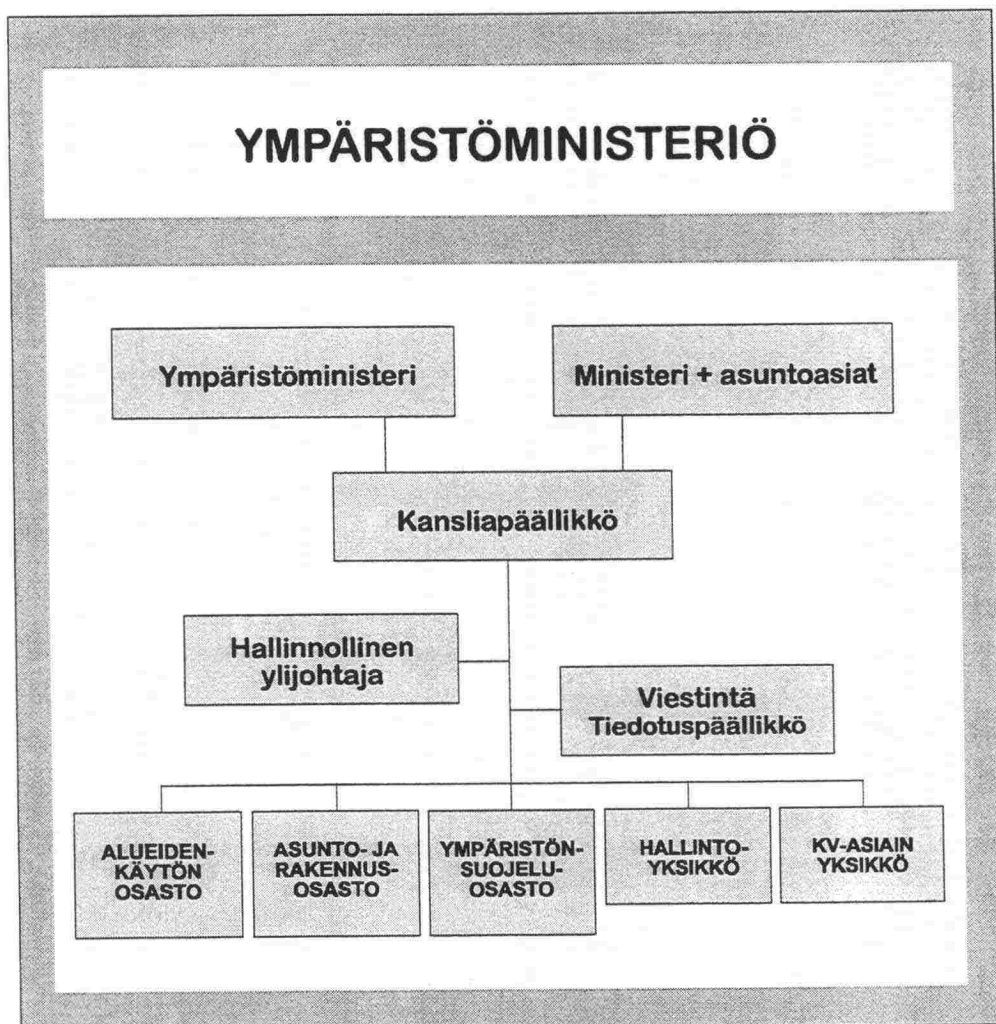 YMPÄRISTÖMINISTERIÖ
Ympäristöministeri
Ministeri + asuntoasiat
Kansliapäällikkö
Hallinnollinen
ylijohtaja
Viestintä
Tiedotuspäällikkö
ALUEIDEN-
KÄYTÖN
OSASTO
ASUNTO- JA
RAKENNUS-
OSASTO
YMPÄRISTÖN-
SUOJELU-
OSASTO
HALLINTO-
YKSIKKÖ
KV-ASIAIN
YKSIKKÖ